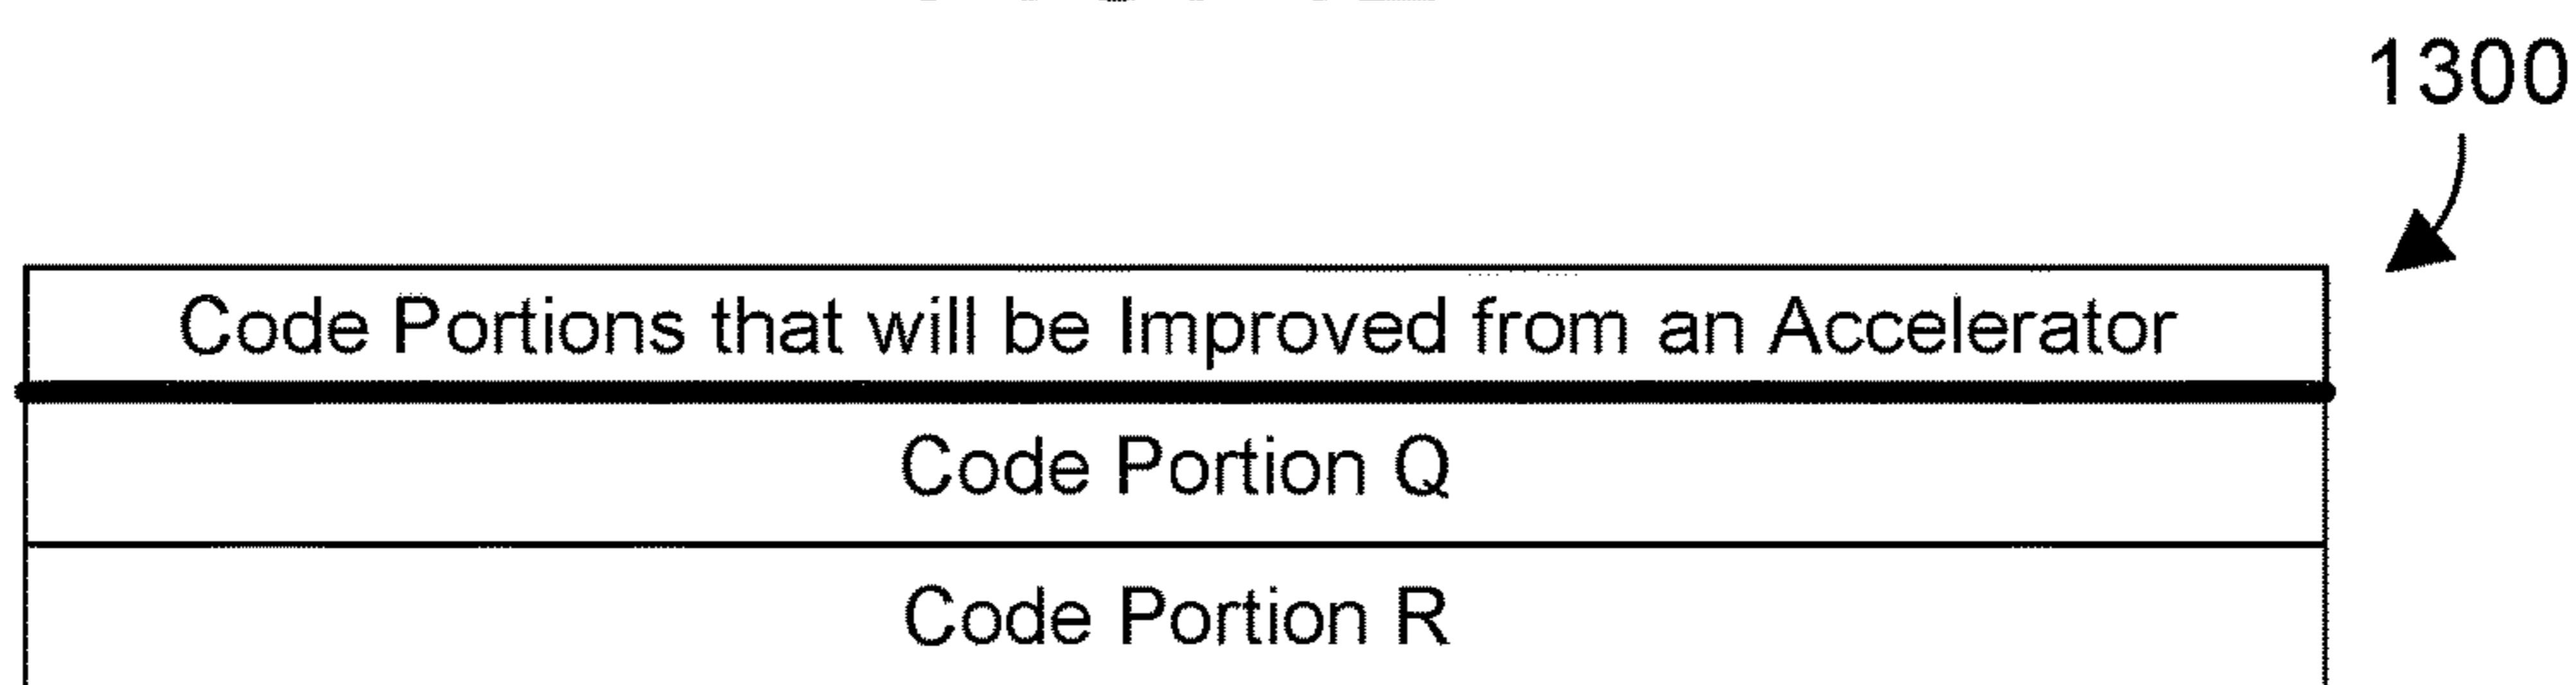 1300
Code Portions that will be Improved from an Accelerator
Code Portion Q
Code Portion R